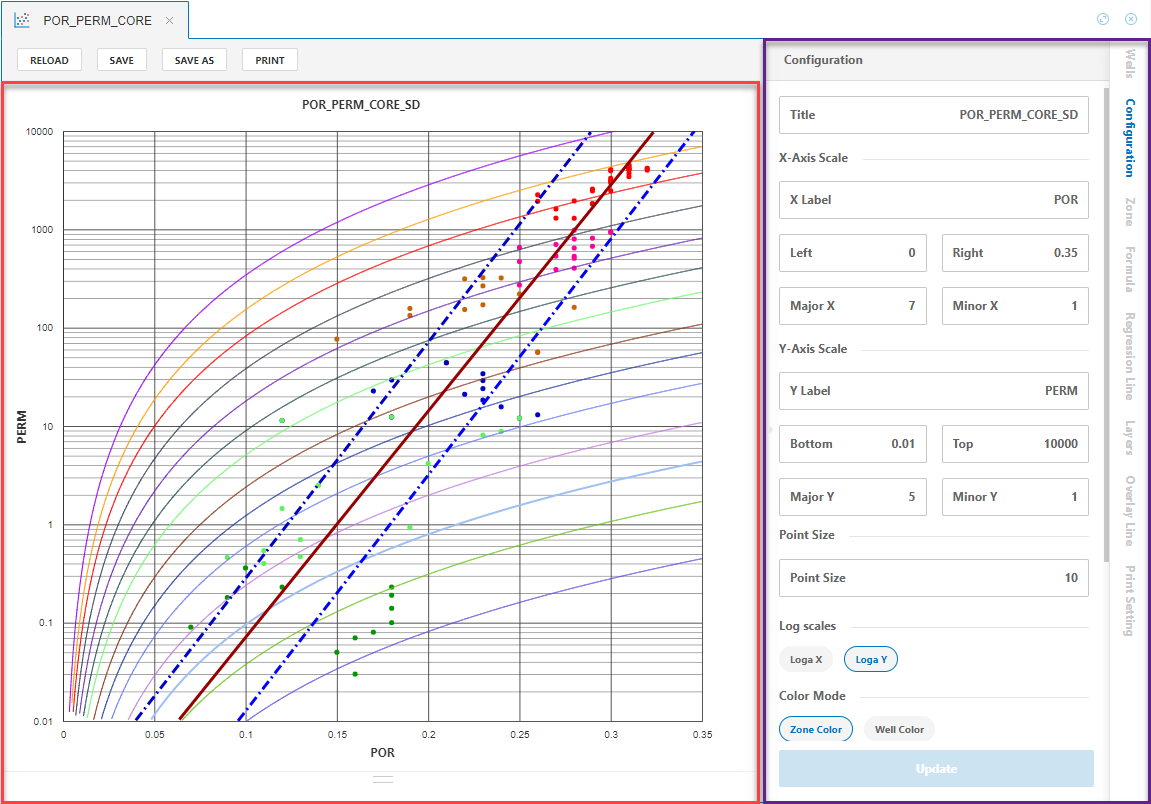 POR_PERM_CORE
RELOAD SAVE SAVE AS PRINT
POR_PERM_CORE_SD
10000
1000
100
10
1
0.1
0.01
PERM
0 0.05 0.1 0.15 0.2 0.25 0.3 0.35
POR
Configuration
Title POR_PERM_CORE_SD
X-Axis Scale
X Label POR
Left 0 Right 0.35
Major X 7 Minor X 1
Y-Axis Scale
Y Label PERM
Bottom 0.01 Top 10000
Major Y 5 Minor Y 1
Point Size
Point Size 10
Log scales
Loga X Loga Y
Color Mode
Zone Color Well Color
Update
Wells
Configuration
Zone
Formula
Regression Line
Layers
Overlay Line
Print Setting